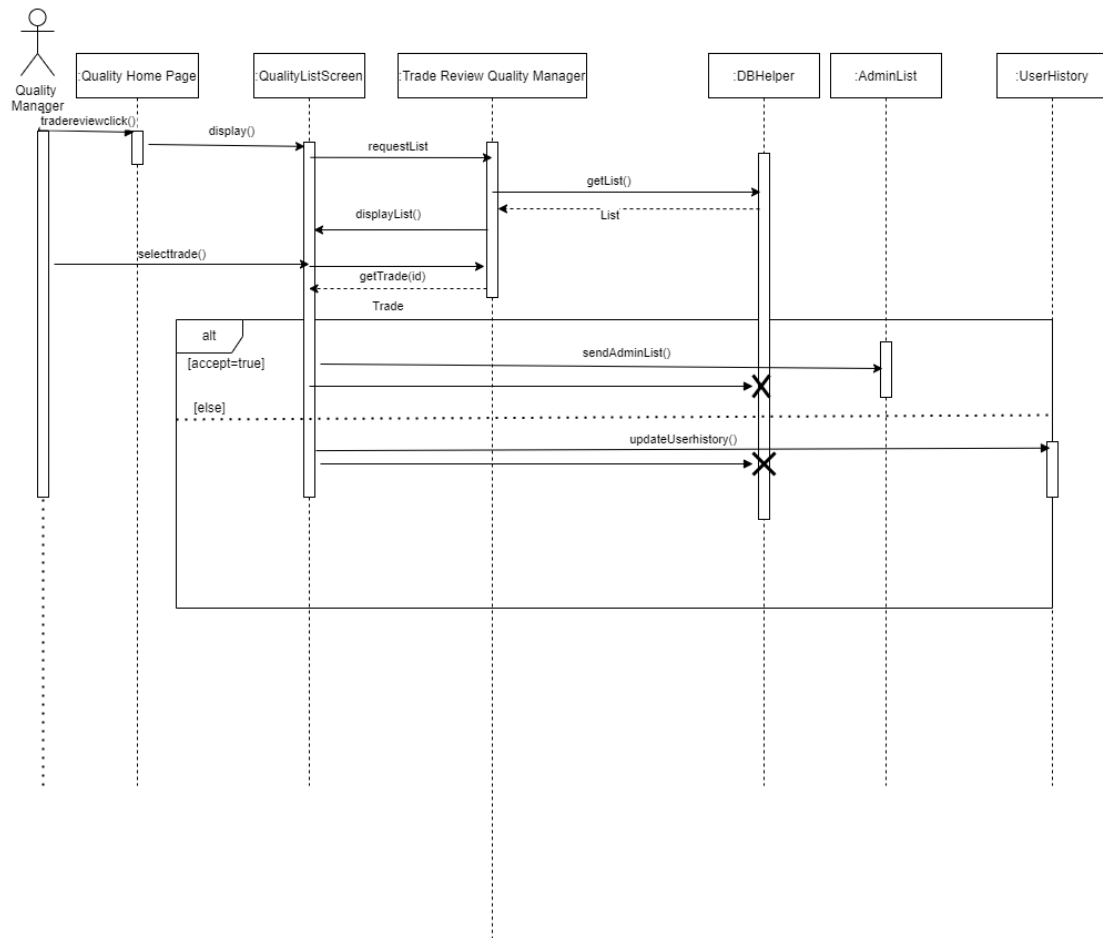 Quality
Manager
:Quality Home Page
:QualityListScreen
:Trade Review Quality Manager
:DBHelper
:AdminList
:UserHistory
tradereviewclick()
display()
requestList
getList()
List
displayList()
selecttrade()
getTrade(id)
Trade
alt
[accept=true]
sendAdminList()
[else]
updateUserhistory()